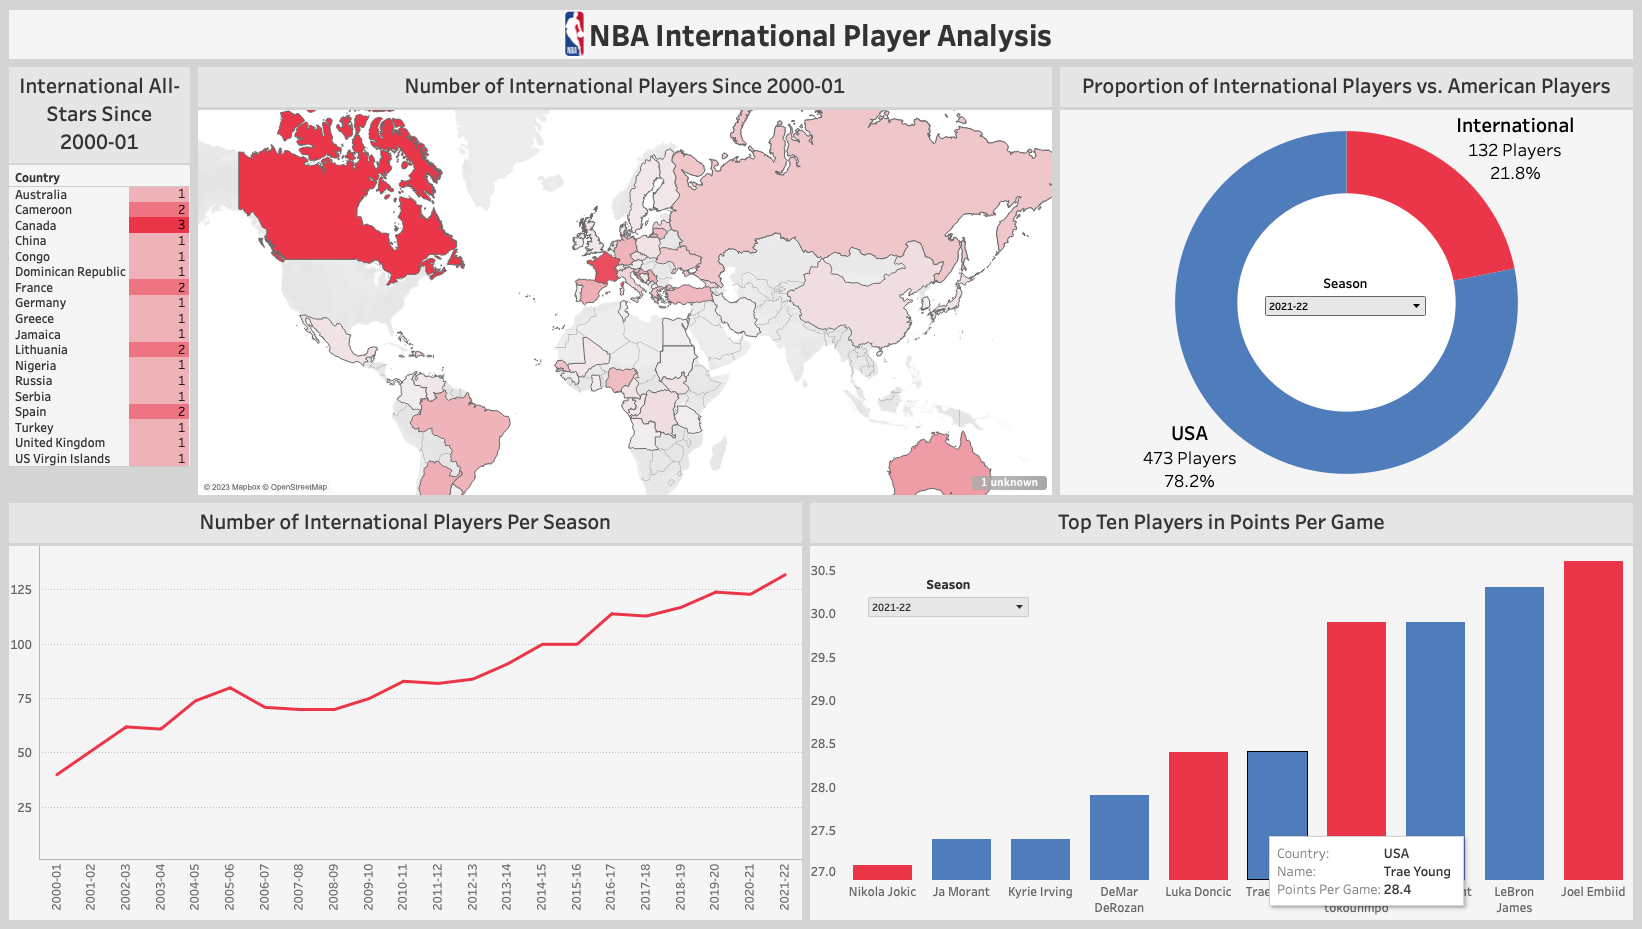 NBA
NBA International Player Analysis
International All-
Stars Since
2000-01
Country
Australia 1
Cameroon 2
Canada 3
China 1
Congo 1
Dominican Republic 1
France 2
Germany 1
Greece 1
Jamaica 1
Lithuania 2
Nigeria 1
Russia 1
Serbia 1
Spain 2
Turkey 1
United Kingdom 1
US Virgin Islands 1
Number of International Players Since 2000-01
© 2023 Mapbox © OpenStreetMap
1 unknown
Proportion of International Players vs. American Players
International
132 Players
21.8%
Season
2021-22
USA
473 Players
78.2%
Number of International Players Per Season
125
100
75
50
25
2000-01
2001-02
2002-03
2003-04
2004-05
2005-06
2006-07
2007-08
2008-09
2009-10
2010-11
2011-12
2012-13
2013-14
2014-15
2015-16
2016-17
2017-18
2018-19
2019-20
2020-21
2021-22
Top Ten Players in Points Per Game
Season
2021-22
30.5
30.0
29.5
29.0
28.5
28.0
27.5
27.0
Nikola Jokic
Ja Morant
Kyrie Irving
DeMar
DeRozan
Luka Doncic
Trae
tokounmpo
LeBron
James
Joel Embiid
Country: USA
Name: Trae Young
Points Per Game: 28.4